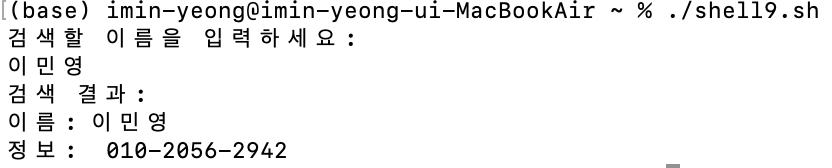 (base) imin-yeong@imin-yeong-ui-MacBookAir ~ % ./shell9.sh
검색할 이름을 입력하세요:
이민영
검색 결과:
이름: 이민영
정보: 010-2056-2942